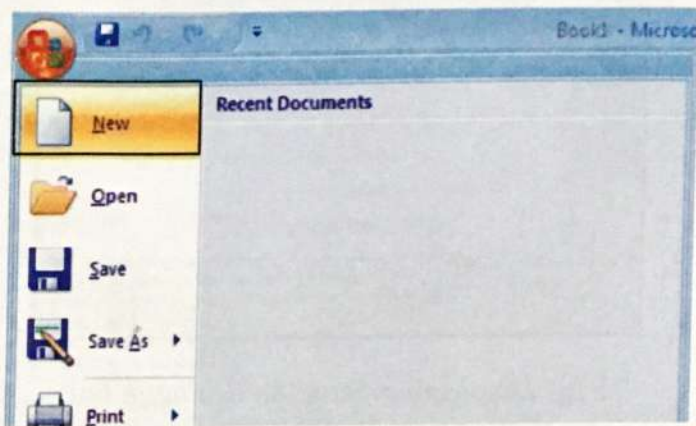 Book1 - Microso
Recent Documents
New
Open
Save
Save As
Print